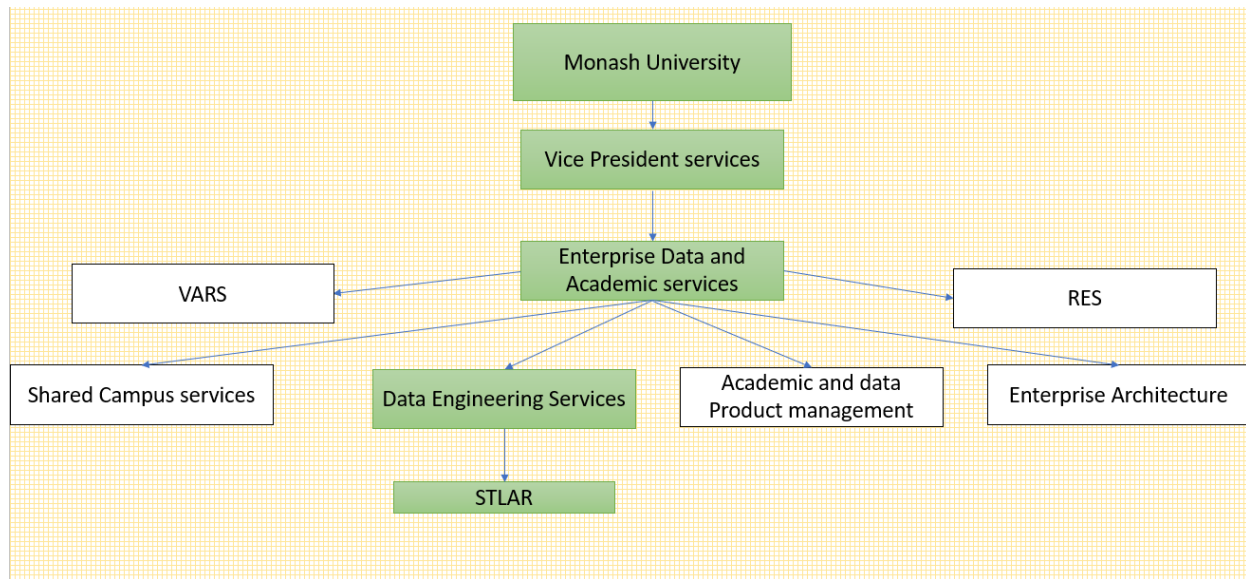 Monash University
Vice President services
Enterprise Data and
Academic services
VARS
RES
Shared Campus services
Data Engineering Services
Academic and data
Product management
Enterprise Architecture
STLAR